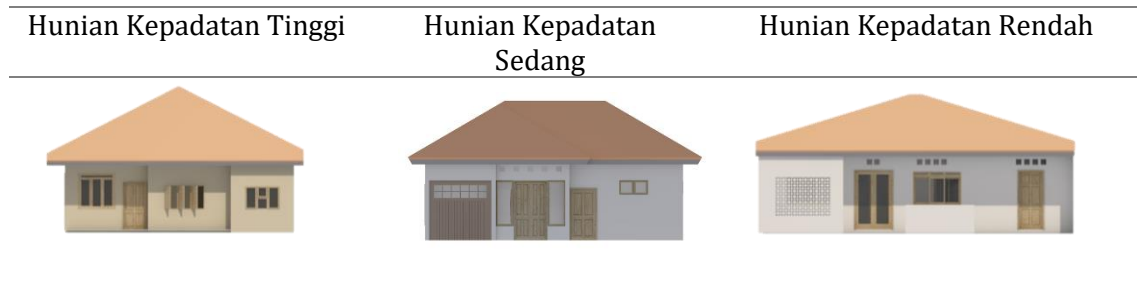 Hunian Kepadatan Tinggi
Hunian Kepadatan
Sedang
Hunian Kepadatan Rendah